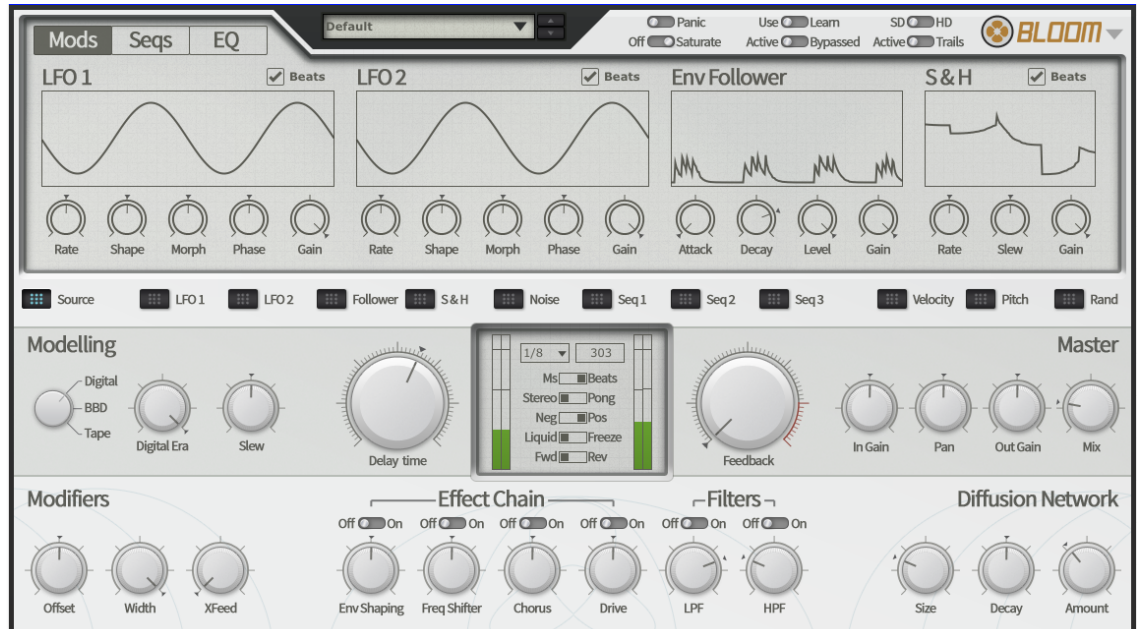 Default
Panic Use Learn SD HD
Off Saturate Active Bypassed Active Trails
BLOOM
Mods Seqs EQ
LFO 1 Beats LFO 2 Beats Env Follower S & H Beats
Rate Shape Morph Phase Gain Rate Shape Morph Phase Gain Attack Decay Level Gain Rate Slew Gain
Source LFO 1 LFO 2 Follower S & H Noise Seq 1 Seq 2 Seq 3 Velocity Pitch Rand
Modelling
Digital
BBD
Tape
Digital Era
Slew
Delay time
1/8 303
Ms Beats
Stereo Pong
Neg Pos
Liquid Freeze
Fwd Rev
Feedback
Master
In Gain Pan Out Gain Mix
Modifiers
Offset Width XFeed
Effect Chain
Off On Off On Off On Off On
Env Shaping Freq Shifter Chorus Drive
Filters
Off On Off On
LPF HPF
Diffusion Network
Size Decay Amount